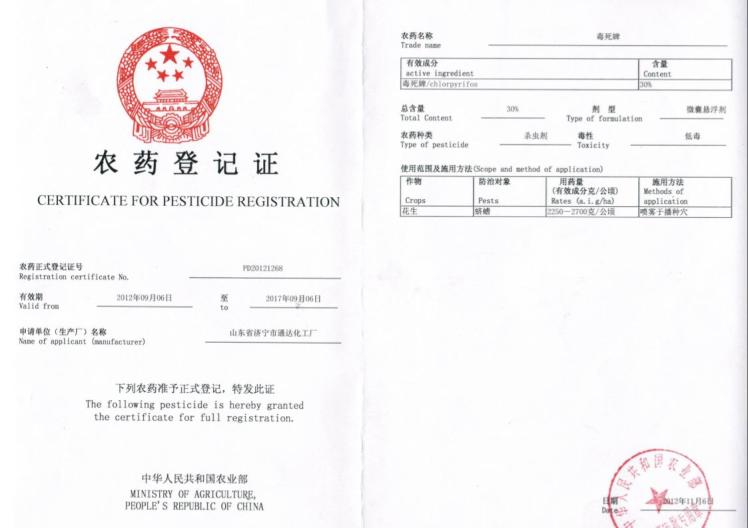 农药登记证
CERTIFICATE FOR PESTICIDE REGISTRATION
农药正式登记证号
Registration certificate No.
PD20121268
有效期
Valid from
2012年09月06日
至
to
2017年09月06日
申请单位(生产厂)名称
Name of applicant (manufacturer)
山东省济宁市通达化工厂
下列农药准予正式登记,特发此证
The following pesticide is hereby granted
the certificate for full registration.
中华人民共和国农业部
MINISTRY OF AGRICULTURE,
PEOPLE'S REPUBLIC OF CHINA
农药名称
Trade name
毒死蜱
有效成分
active ingredient
含量
Content
毒死蜱/chlorpyrifos
30%
总含量
Total Content
30%
剂 型
Type of formulation
微囊悬浮剂
农药种类
Type of pesticide
杀虫剂
毒性
Toxicity
低毒
使用范围及施用方法(Scope and method of application)
作物
Crops
防治对象
Pests
用药量
(有效成分克/公顷)
Rates (a.i.g/ha)
施用方法
Methods of
application
花生
蛴螬
2250-2700克/公顷
喷雾于播种穴
中华人民共和国农业部
日期
Date
2012年11月6日